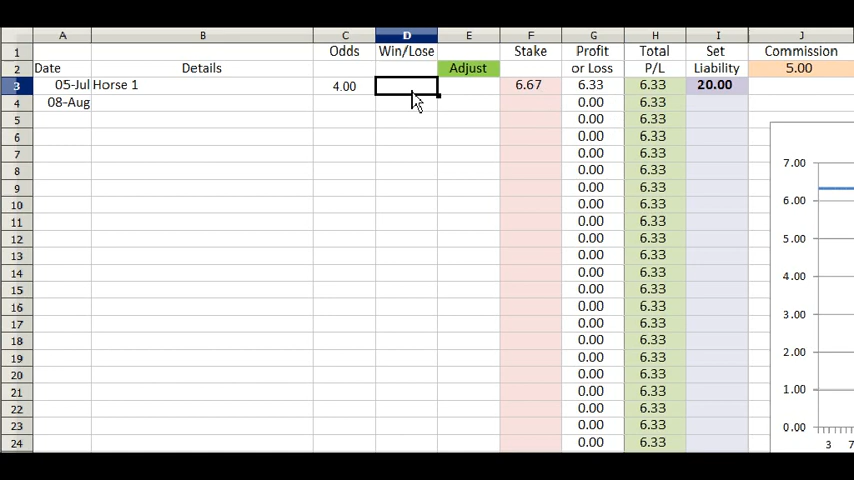 A B C D E F G H I J
1 Odds Win/Lose Stake Profit Total Set Commission
2 Date Details Adjust or Loss P/L Liability 5.00
3 05-Jul Horse 1 4.00 6.67 6.33 6.33 20.00
4 08-Aug 0.00 6.33
5 0.00 6.33
6 0.00 6.33
7 0.00 6.33 7.00
8 0.00 6.33
9 0.00 6.33
10 0.00 6.33 6.00
11 0.00 6.33
12 0.00 6.33 5.00
13 0.00 6.33
14 0.00 6.33 4.00
15 0.00 6.33
16 0.00 6.33 3.00
17 0.00 6.33
18 0.00 6.33
19 0.00 6.33 2.00
20 0.00 6.33
21 0.00 6.33 1.00
22 0.00 6.33
23 0.00 6.33 0.00
24 0.00 6.33 3 7